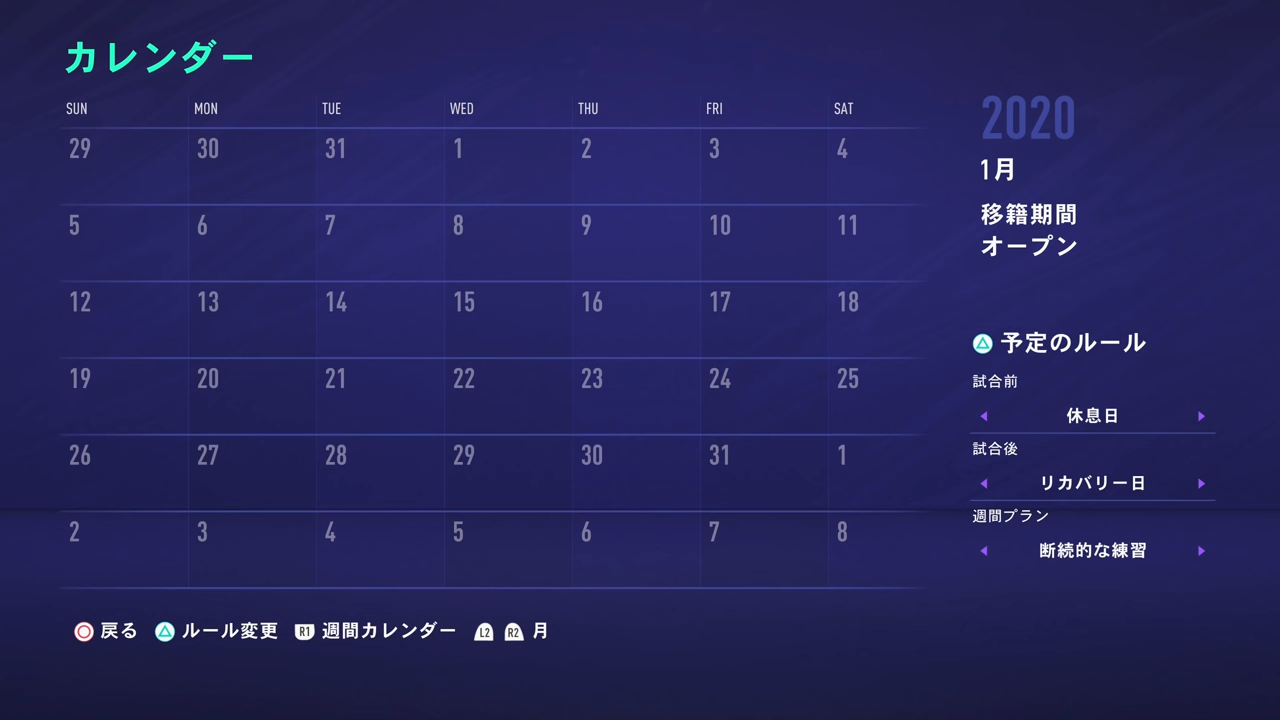 カレンダー
SUN MON TUE WED THU FRI SAT
29 30 31 1 2 3 4
5 6 7 8 9 10 11
12 13 14 15 16 17 18
19 20 21 22 23 24 25
26 27 28 29 30 31 1
2 3 4 5 6 7 8
2020
1月
移籍期間
オープン
予定のルール
試合前
休息日
試合後
リカバリー日
週間プラン
断続的な練習
戻る ルール変更 R1 週間カレンダー L2 R2 月